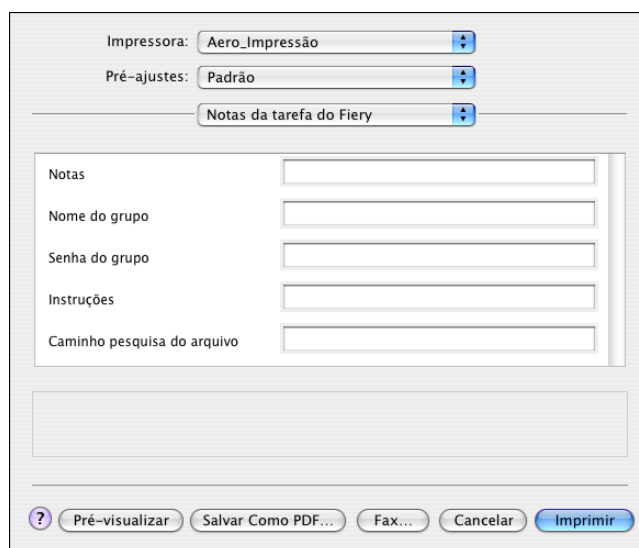 Impressora: Aero_Impressão
Pré-ajustes: Padrão
Notas da tarefa do Fiery
Notas
Nome do grupo
Senha do grupo
Instruções
Caminho pesquisa do arquivo
? Pré-visualizar Salvar Como PDF... Fax... Cancelar Imprimir